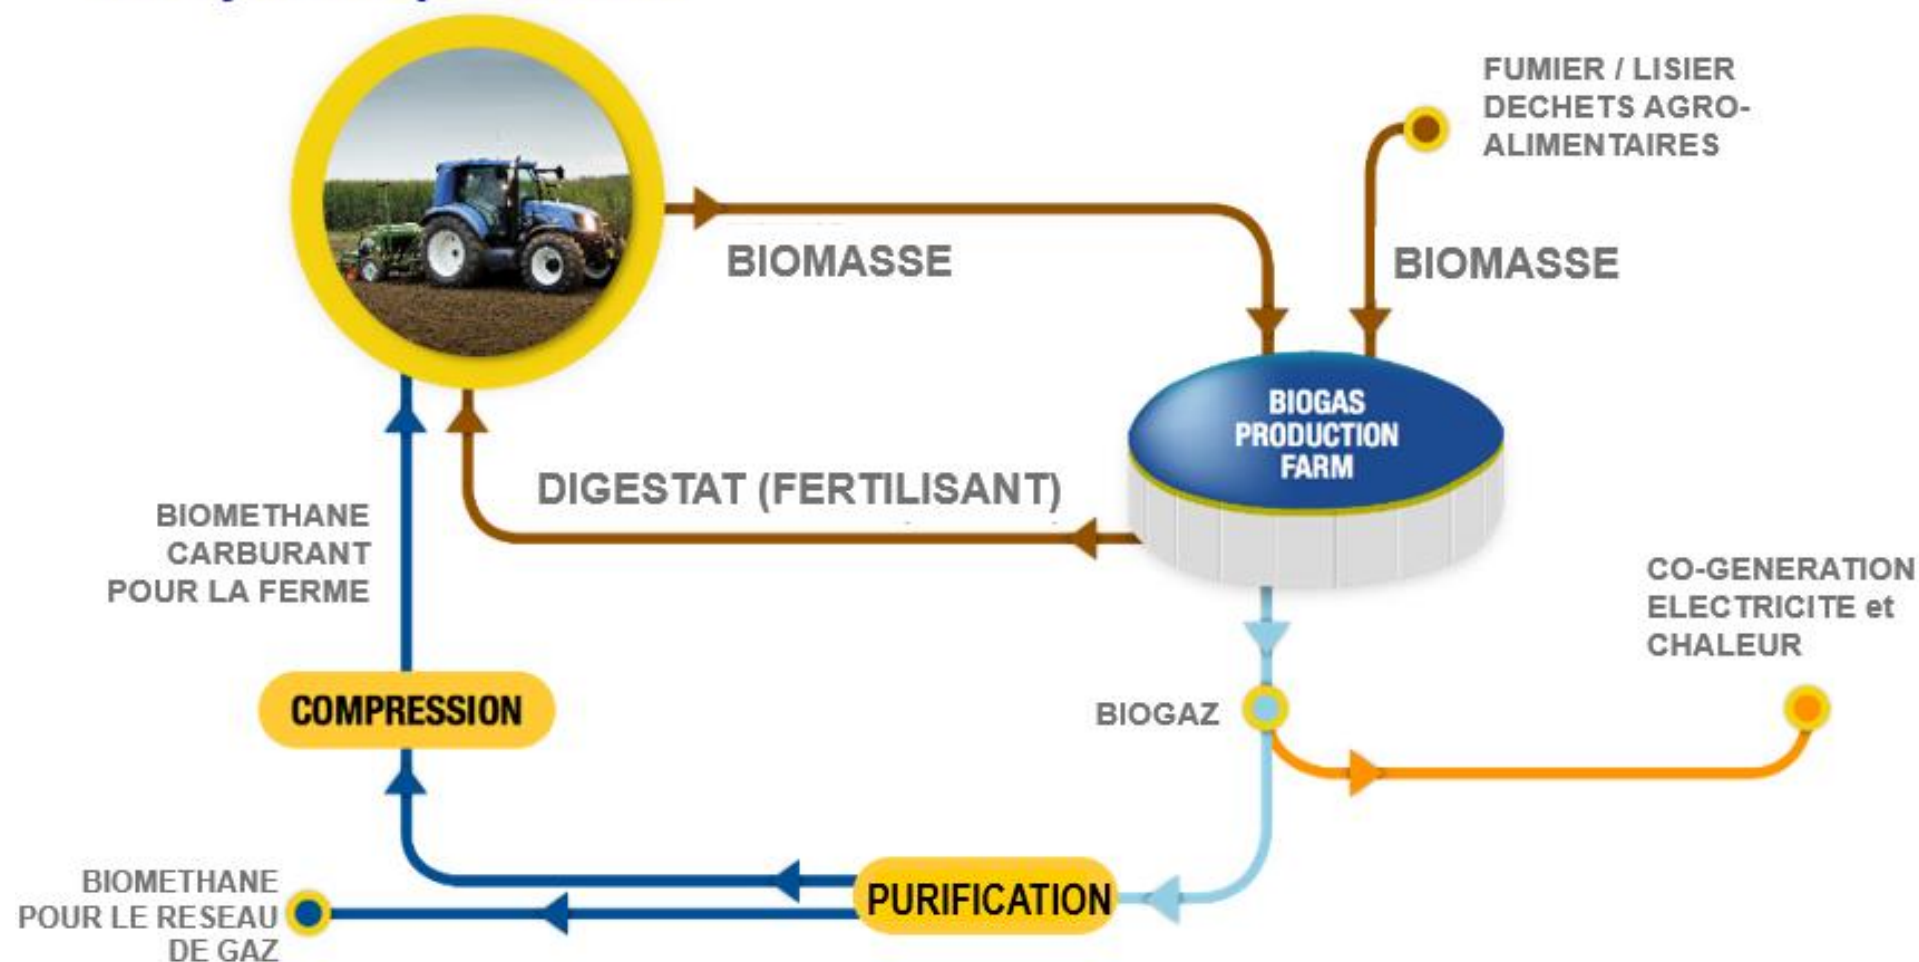 FUMIER / LISIER
DECHETS AGRO-
ALIMENTAIRES
BIOMASSE
BIOMASSE
BIOGAS
PRODUCTION
FARM
DIGESTAT (FERTILISANT)
BIOMETHANE
CARBURANT
POUR LA FERME
CO-GENERATION
ELECTRICITE et
CHALEUR
COMPRESSION
BIOGAZ
BIOMETHANE
POUR LE RESEAU
DE GAZ
PURIFICATION